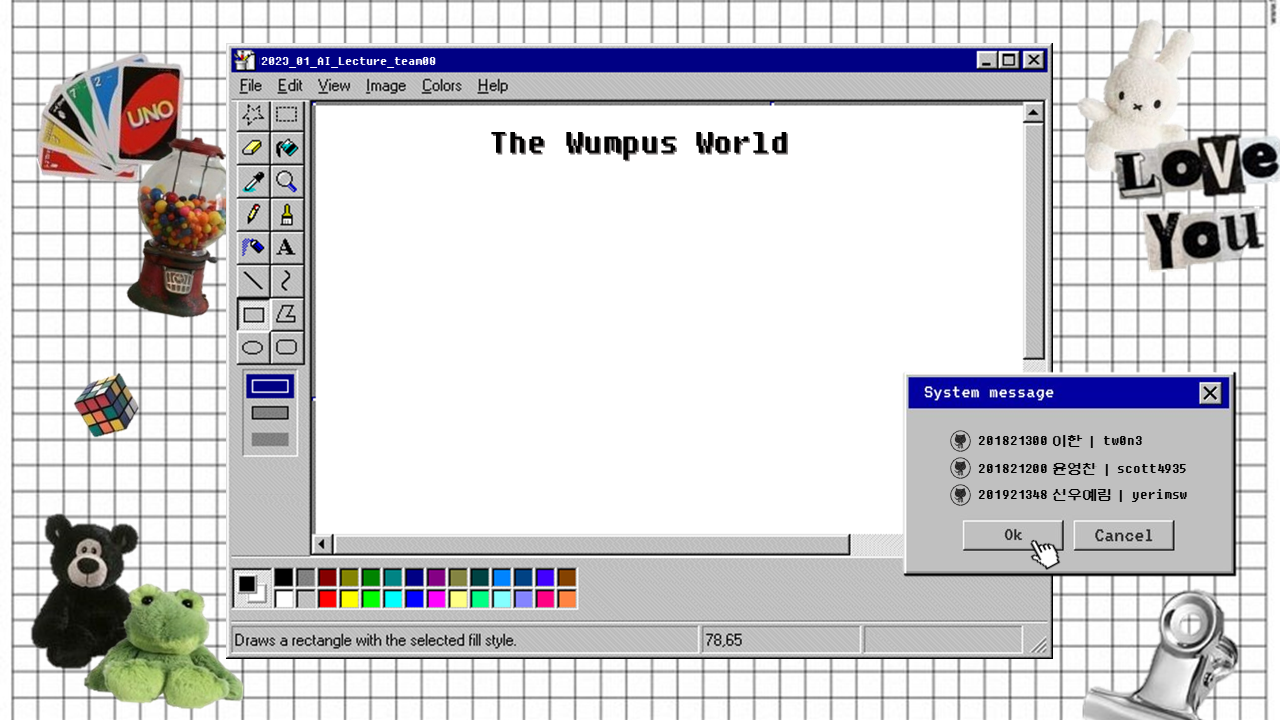 UNO
2023_01_AI_Lecture_team00
File Edit View Image Colors Help
The Wumpus World
LOVE
YoU
System message
201821300 이한 | tw0n3
201821200 윤영찬 | scott4935
201921348 신우예림 | yerimsw
Ok Cancel
Draws a rectangle with the selected fill style.
78,65